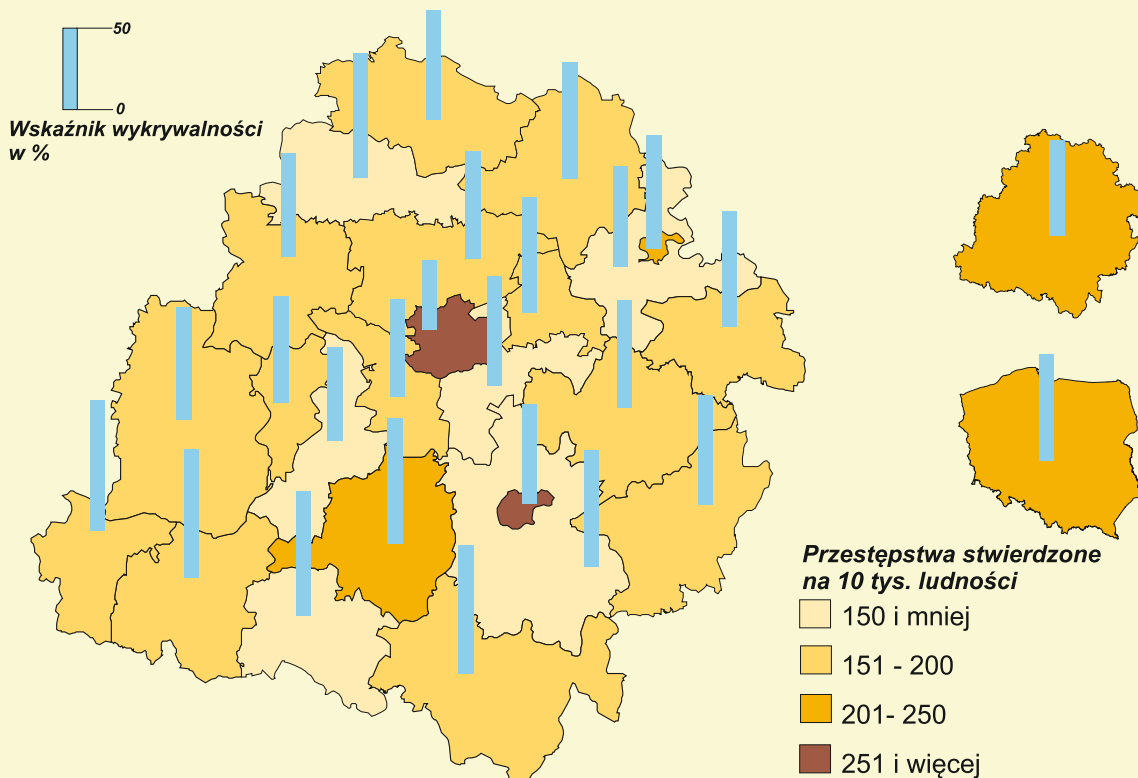 50
0
Wskaźnik wykrywalności
w %
Przestępstwa stwierdzone
na 10 tys. ludności
150 i mniej
151 - 200
201- 250
251 i więcej